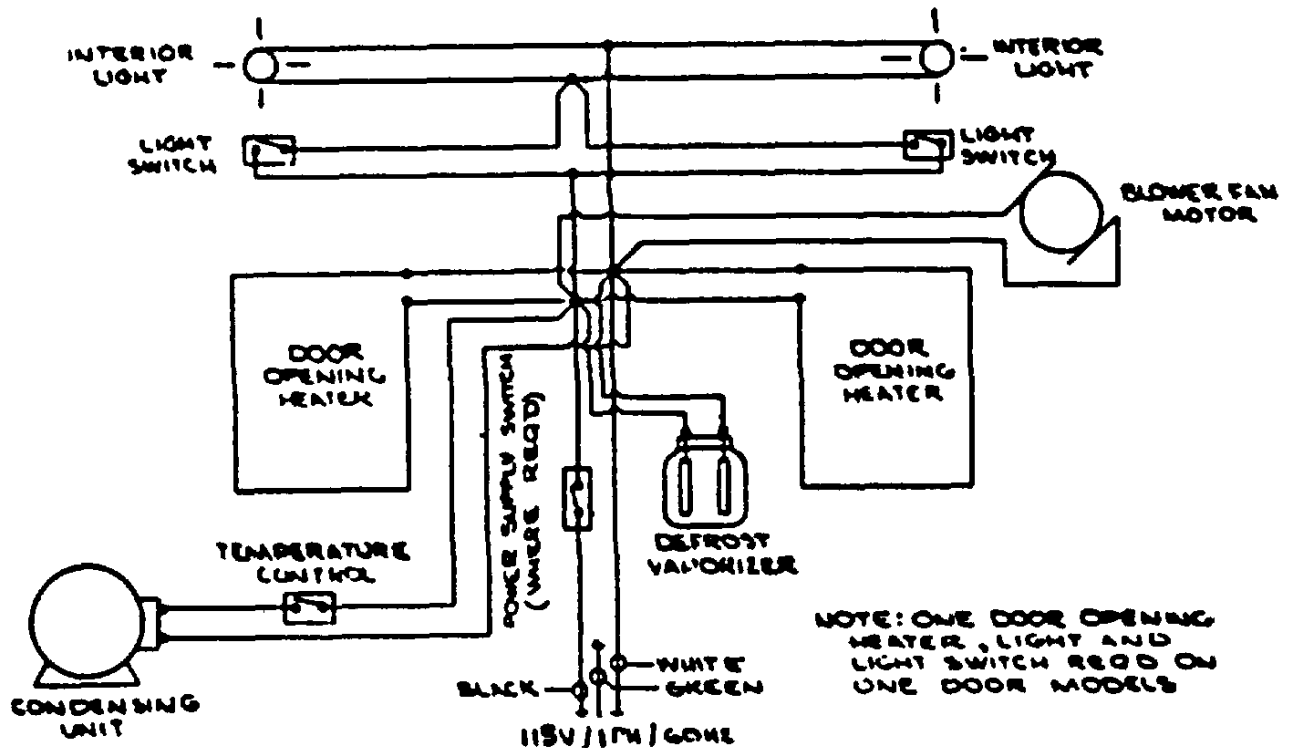 INTERIOR
LIGHT
INTERIOR
LIGHT
LIGHT
SWITCH
LIGHT
SWITCH
BLOWER FAN
MOTOR
DOOR
OPENING
HEATER
DOOR
OPENING
HEATER
POWER SUPPLY SWITCH
(WHERE REQ'D)
DEFROST
VAPORIZER
TEMPERATURE
CONTROL
CONDENSING
UNIT
NOTE: ONE DOOR OPENING
HEATER, LIGHT AND
LIGHT SWITCH REQD ON
ONE DOOR MODELS
WHITE
BLACK
GREEN
115V/1PH/60HZ